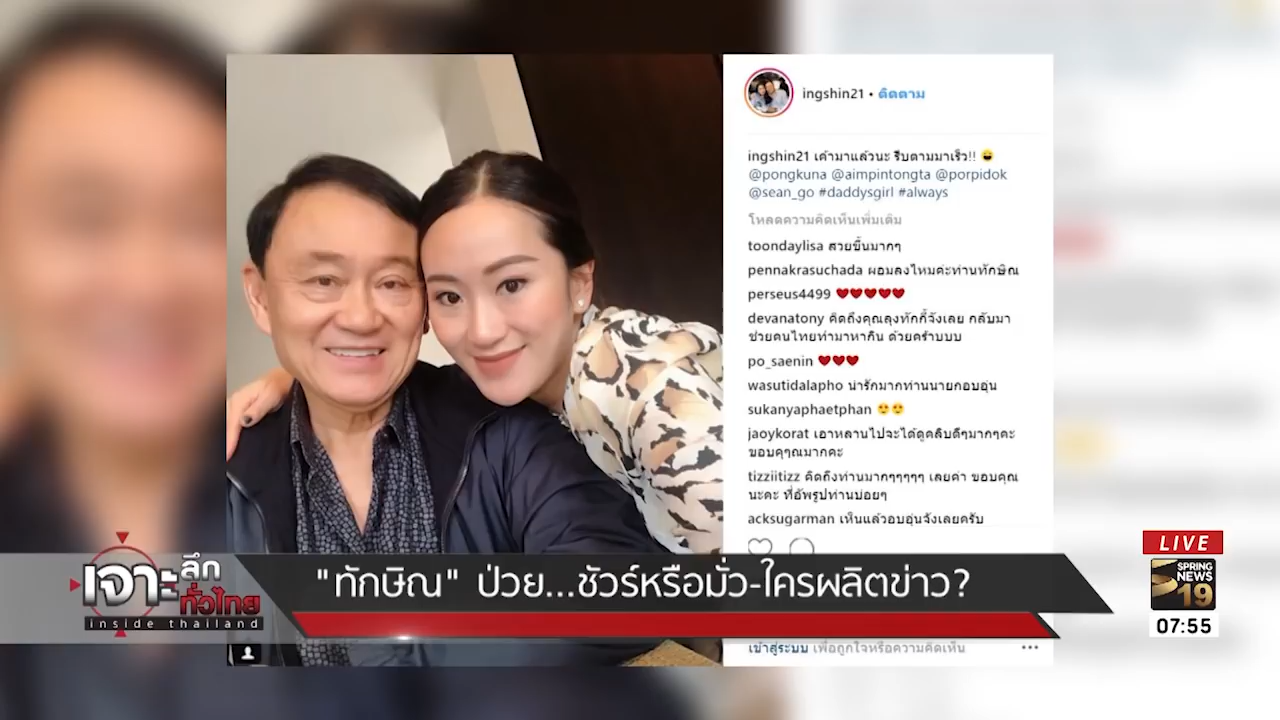 ingshin21 • ติดตาม
ingshin21 เค้ามาแล้วนะ รีบตามมาเร็ว!!
@pongkuna @aimpintongta @porpidok
@sean_go #daddysgirl #always
โหลดความคิดเห็นเพิ่มเติม
toondaylisa สวยขึ้นมากๆ
pennakrasuchada ผอมลงไหมค่ะท่านทักษิณ
perseus4499 ❤❤❤❤❤
devanatony คิดถึงคุณลุงทักกี้จังเลย กลับมา
ช่วยคนไทยทำมาหากิน ด้วยคร้าบบบ
po_saenin ❤❤❤
wasutidalapho น่ารักมากท่านนายกอบอุ่น
sukanyaphaetphan 😍😍
jaoykorat เอาหลานไปจะได้ดูคลิบดีๆมากๆคะ
ขอบคุๆณมากคะ
tizziitizz คิดถึงท่านมากๆๆๆๆๆ เลยค่า ขอบคุณ
นะคะ ที่อัพรูปท่านบ่อยๆ
acksugarman เห็นแล้วอบอุ่นจังเลยครับ
เจาะลึก
ทั่วไทย
inside thailand
"ทักษิณ" ป่วย...ชัวร์หรือมั่ว-ใครผลิตข่าว?
LIVE
SPRING
NEWS
19
07:55
เข้าสู่ระบบ เพื่อถูกใจหรือความคิดเห็น